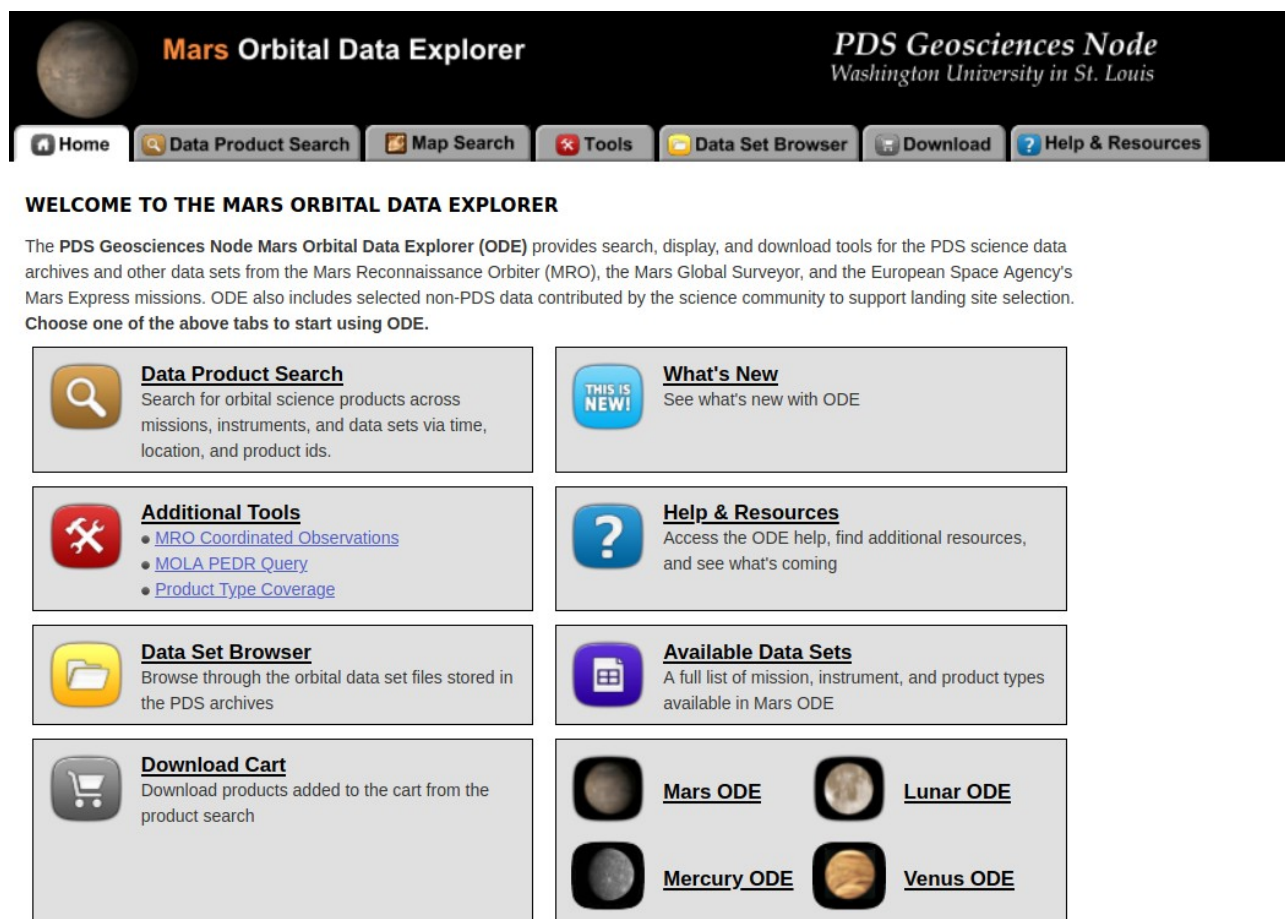 Mars Orbital Data Explorer
PDS Geosciences Node
Washington University in St. Louis
Home Data Product Search Map Search Tools Data Set Browser Download ? Help & Resources
WELCOME TO THE MARS ORBITAL DATA EXPLORER
The PDS Geosciences Node Mars Orbital Data Explorer (ODE) provides search, display, and download tools for the PDS science data
archives and other data sets from the Mars Reconnaissance Orbiter (MRO), the Mars Global Surveyor, and the European Space Agency's
Mars Express missions. ODE also includes selected non-PDS data contributed by the science community to support landing site selection.
Choose one of the above tabs to start using ODE.
Data Product Search
Search for orbital science products across
missions, instruments, and data sets via time,
location, and product ids.
THIS IS
NEW!
What's New
See what's new with ODE
Additional Tools
• MRO Coordinated Observations
• MOLA PEDR Query
• Product Type Coverage
?
Help & Resources
Access the ODE help, find additional resources,
and see what's coming
Data Set Browser
Browse through the orbital data set files stored in
the PDS archives
Available Data Sets
A full list of mission, instrument, and product types
available in Mars ODE
Download Cart
Download products added to the cart from the
product search
Mars ODE
Lunar ODE
Mercury ODE
Venus ODE